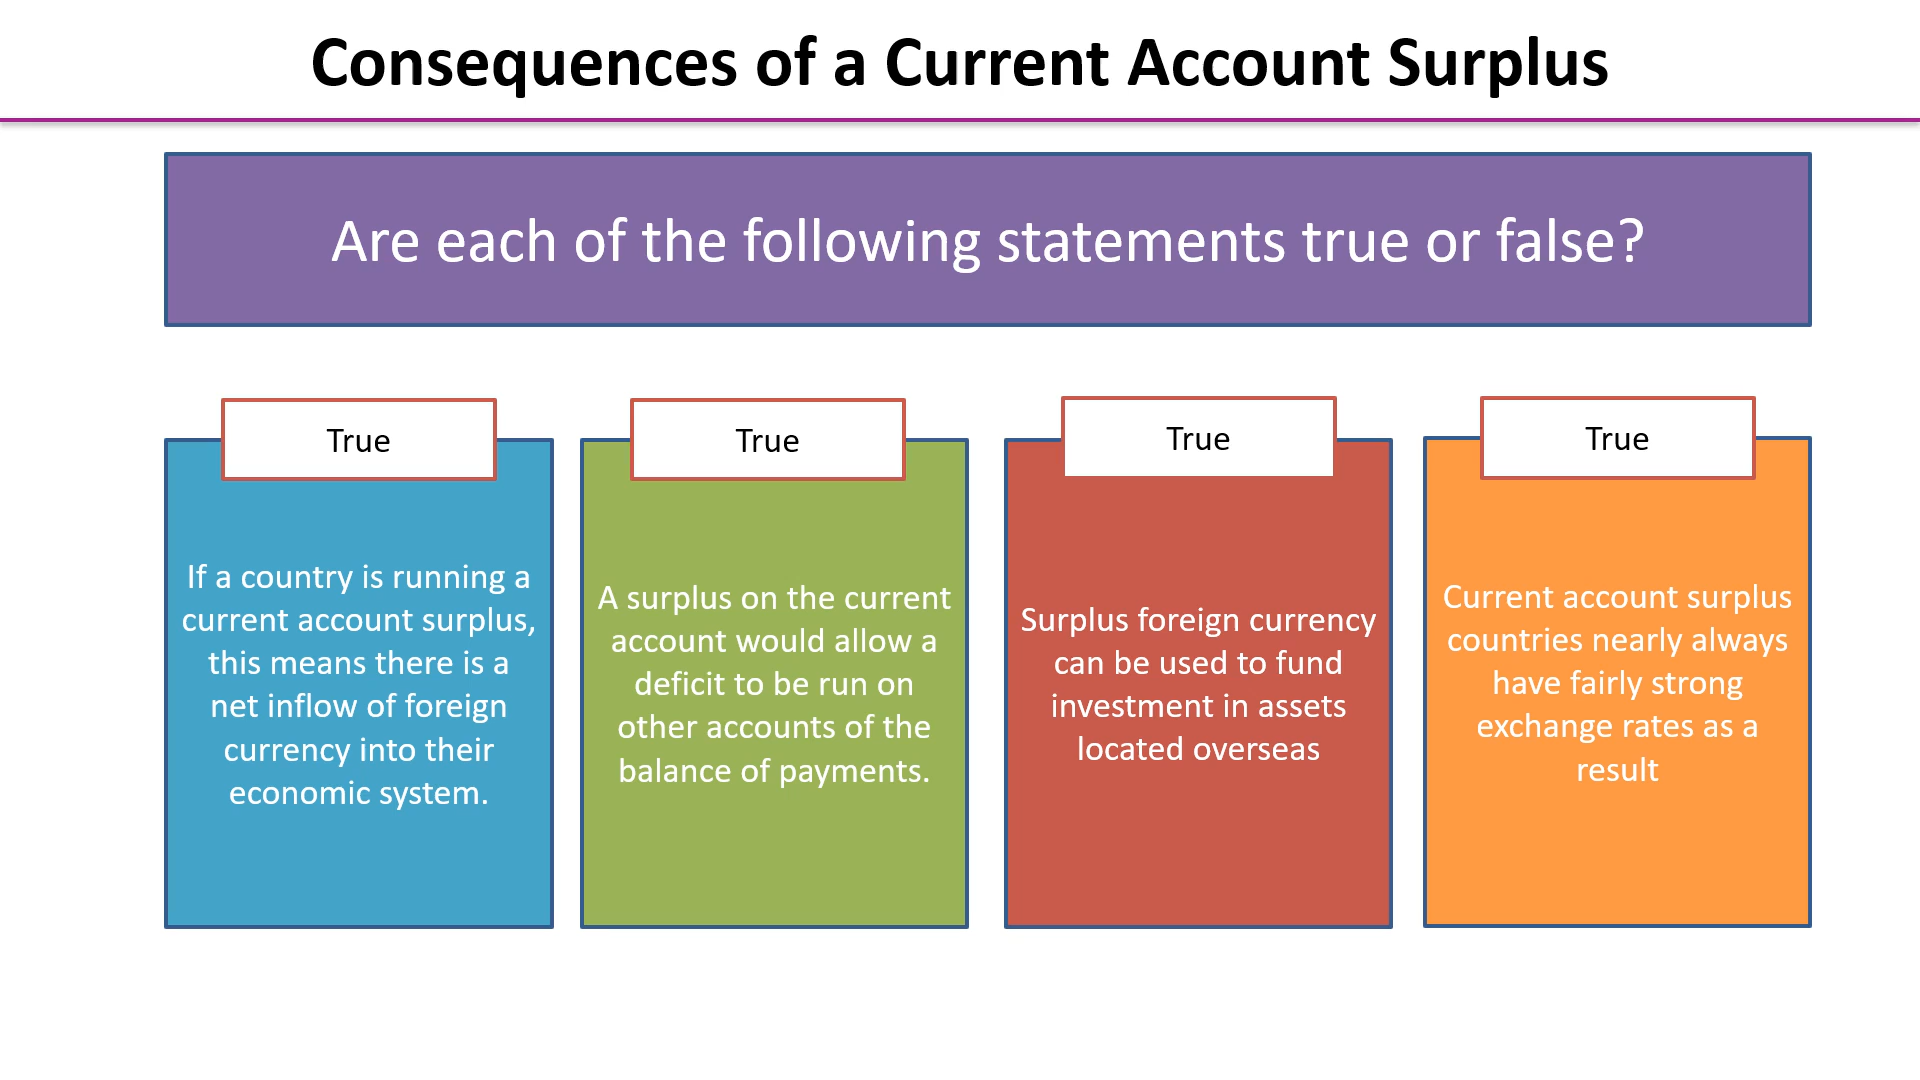 Consequences of a Current Account Surplus
Are each of the following statements true or false?
True
If a country is running a
current account surplus,
this means there is a
net inflow of foreign
currency into their
economic system.
True
A surplus on the current
account would allow a
deficit to be run on
other accounts of the
balance of payments.
True
Surplus foreign currency
can be used to fund
investment in assets
located overseas
True
Current account surplus
countries nearly always
have fairly strong
exchange rates as a
result